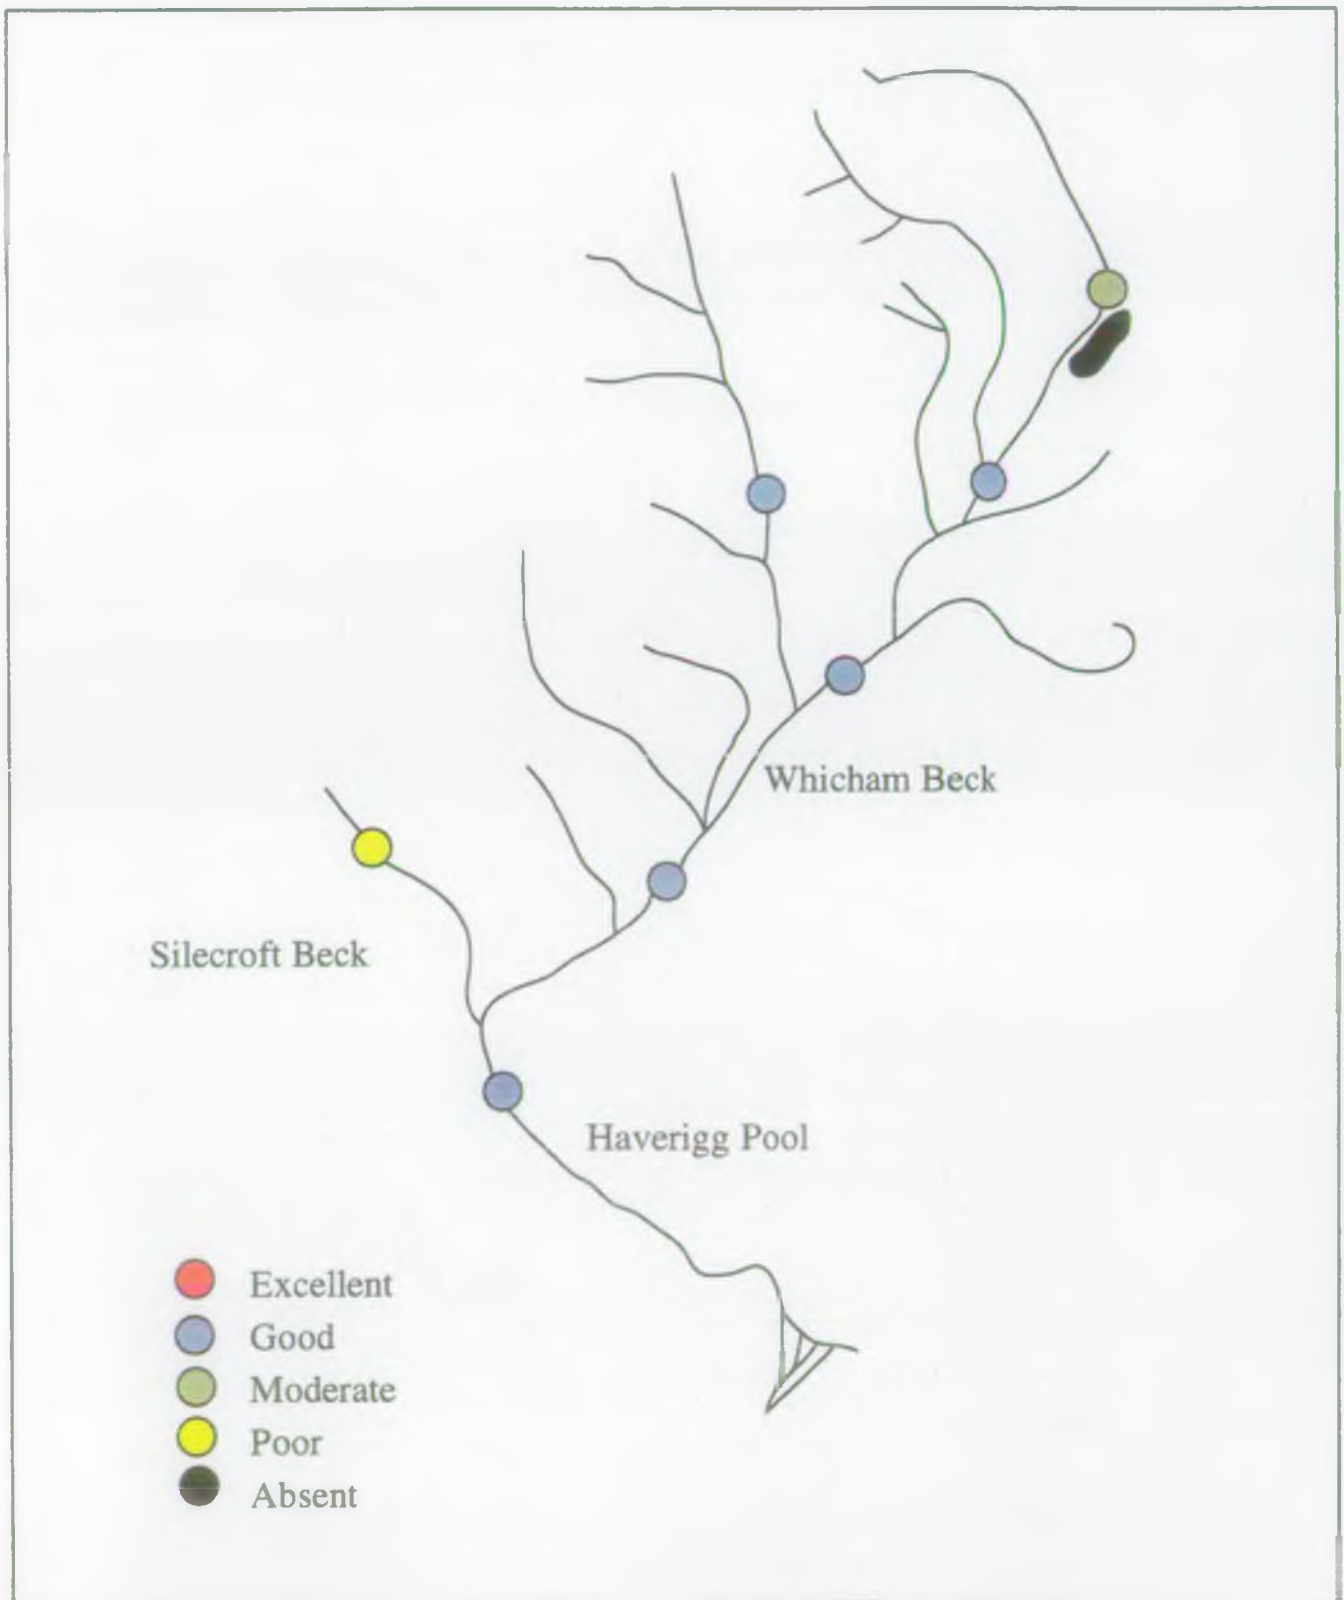 Whicham Beck
Silecroft Beck
Haverigg Pool
Excellent
Good
Moderate
Poor
Absent